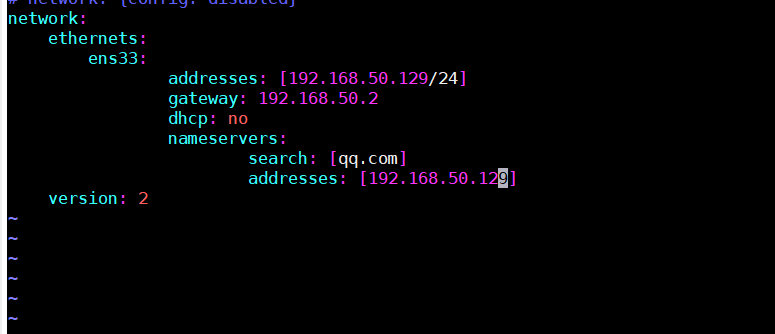 # network: {config: disabled}
network:
    ethernets:
        ens33:
                addresses: [192.168.50.129/24]
                gateway: 192.168.50.2
                dhcp: no
                nameservers:
                        search: [qq.com]
                        addresses: [192.168.50.129]
    version: 2
~
~
~
~
~
~